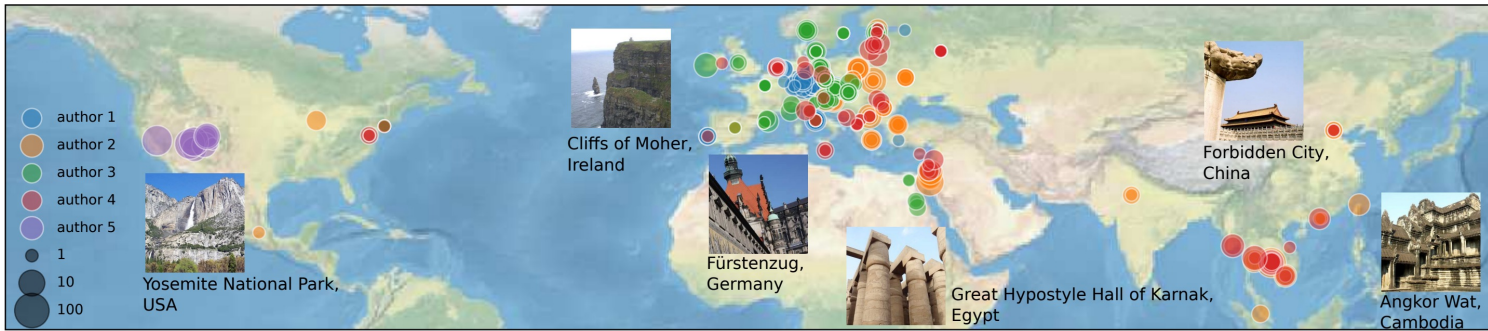 author 1
author 2
author 3
author 4
author 5
1
10
100
Yosemite National Park,
USA
Cliffs of Moher,
Ireland
Fürstenzug,
Germany
Great Hypostyle Hall of Karnak,
Egypt
Forbidden City,
China
Angkor Wat,
Cambodia